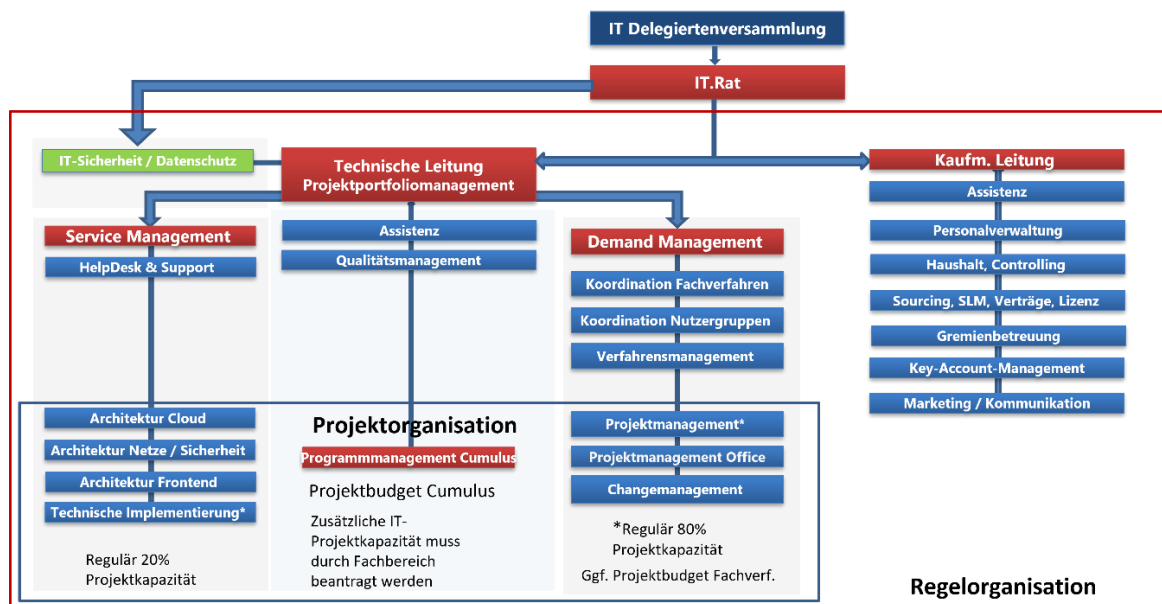 IT Delegiertenversammlung
IT.Rat
IT-Sicherheit / Datenschutz
Technische Leitung
Projektportfoliomanagement
Kaufm. Leitung
Service Management
HelpDesk & Support
Assistenz
Qualitätsmanagement
Demand Management
Koordination Fachverfahren
Koordination Nutzergruppen
Verfahrensmanagement
Assistenz
Personalverwaltung
Haushalt, Controlling
Sourcing, SLM, Verträge, Lizenz
Gremienbetreuung
Key-Account-Management
Marketing / Kommunikation
Architektur Cloud
Architektur Netze / Sicherheit
Architektur Frontend
Technische Implementierung*
Regulär 20%
Projektkapazität
Projektorganisation
Programmmanagement Cumulus
Projektbudget Cumulus
Zusätzliche IT-
Projektkapazität muss
durch Fachbereich
beantragt werden
Projektmanagement*
Projektmanagement Office
Changemanagement
*Regulär 80%
Projektkapazität
Ggf. Projektbudget Fachverf.
Regelorganisation